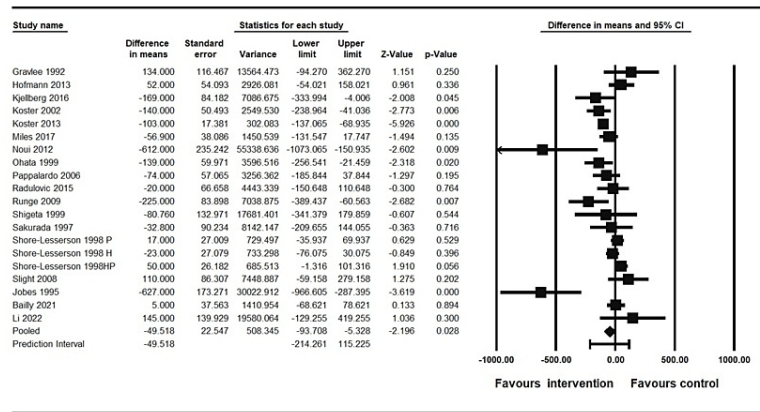 Study name Statistics for each study Difference in means and 95% CI
Difference in means Standard error Variance Lower limit Upper limit Z-Value p-Value
Gravlee 1992 134.000 116.467 13564.473 -94.270 362.270 1.151 0.250
Hofmann 2013 52.000 54.093 2926.081 -54.021 158.021 0.961 0.336
Kjelberg 2016 -169.000 84.182 7086.675 -333.994 -4.006 -2.008 0.045
Koster 2002 -140.000 50.493 2549.530 -238.964 -41.036 -2.773 0.006
Koster 2013 -103.000 17.381 302.083 -137.065 -68.935 -5.926 0.000
Miles 2017 -56.900 38.086 1450.539 -131.547 17.747 -1.494 0.135
Noui 2012 -612.000 235.242 55338.636 -1073.065 -150.935 -2.602 0.009
Ohata 1999 -139.000 59.971 3596.516 -256.541 -21.459 -2.318 0.020
Pappalardo 2006 -74.000 57.065 3256.362 -185.844 37.844 -1.297 0.195
Radulovic 2015 -20.000 66.658 4443.339 -150.648 110.648 -0.300 0.764
Runge 2009 -225.000 83.898 7038.875 -389.437 -60.563 -2.682 0.007
Shigeta 1999 -80.760 132.971 17681.401 -341.379 179.859 -0.607 0.544
Sakurada 1997 -32.800 90.234 8142.147 -209.655 144.055 -0.363 0.716
Shore-Lesserson 1998 P 17.000 27.009 729.497 -35.937 69.937 0.629 0.529
Shore-Lesserson 1998 H -23.000 27.079 733.298 -76.075 30.075 -0.849 0.396
Shore-Lesserson 1998HP 50.000 26.182 685.513 -1.316 101.316 1.910 0.056
Slight 2008 110.000 86.307 7448.887 -59.158 279.158 1.275 0.202
Jobes 1995 -627.000 173.271 30022.912 -966.605 -287.395 -3.619 0.000
Bailly 2021 5.000 37.563 1410.954 -68.621 78.621 0.133 0.894
Li 2022 145.000 139.929 19580.064 -129.255 419.255 1.036 0.300
Pooled -49.518 22.547 508.345 -93.708 -5.328 -2.196 0.028
Prediction Interval -49.518 -214.261 115.225
-1000.00 -500.00 0.00 500.00 1000.00
Favours intervention Favours control